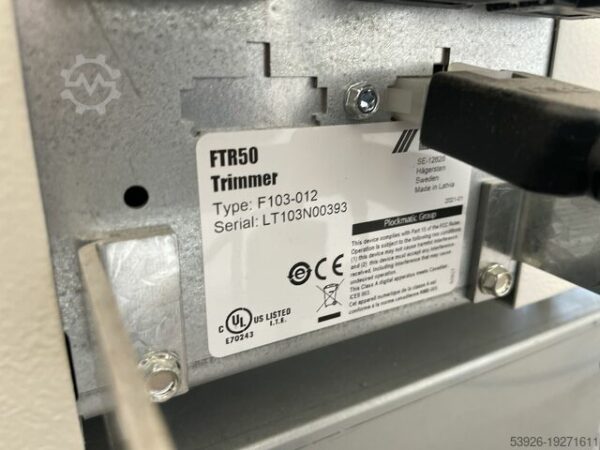 FTR50
Trimmer
Type: F103-012
Serial: LT103N00393
SE-12625
Hägersten
Sweden
Made in Latvia
2021-01
Plockmatic Group
This device complies with Part 15 of the FCC Rules.
Operation is subject to the following two conditions:
(1) this device may not cause harmful interference,
and (2) this device must accept any interference
received, including interference that may cause
undesired operation.
This Class A digital apparatus meets Canadian
ICES 003.
Cet appareil numérique de la classe A est
conforme a la norme canadienne NMB-003.
CE
C UL US LISTED
I.T.E.
E70243
53926-19271611